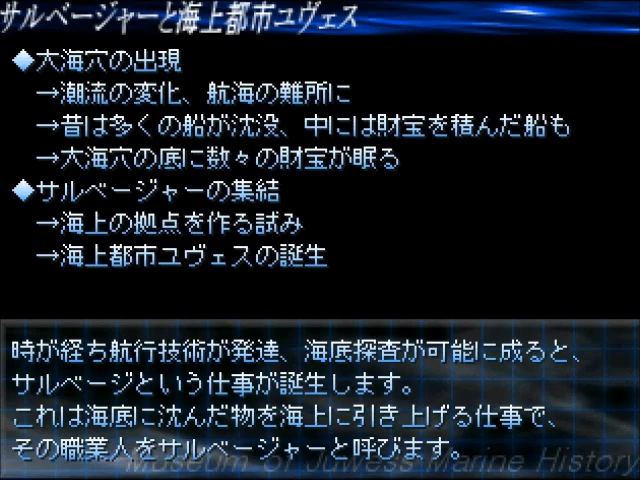 サルベージャーと海上都市ユヴェス
◆大海穴の出現
→潮流の変化、航海の難所に
→昔は多くの船が沈没、中には財宝を積んだ船も
→大海穴の底に数々の財宝が眠る
◆サルベージャーの集結
→海上の拠点を作る試み
→海上都市ユヴェスの誕生
時が経ち航行技術が発達、海底探査が可能に成ると、
サルベージという仕事が誕生します。
これは海底に沈んだ物を海上に引き上げる仕事で、
その職業人をサルベージャーと呼びます。
Museum of Juwess Marine History